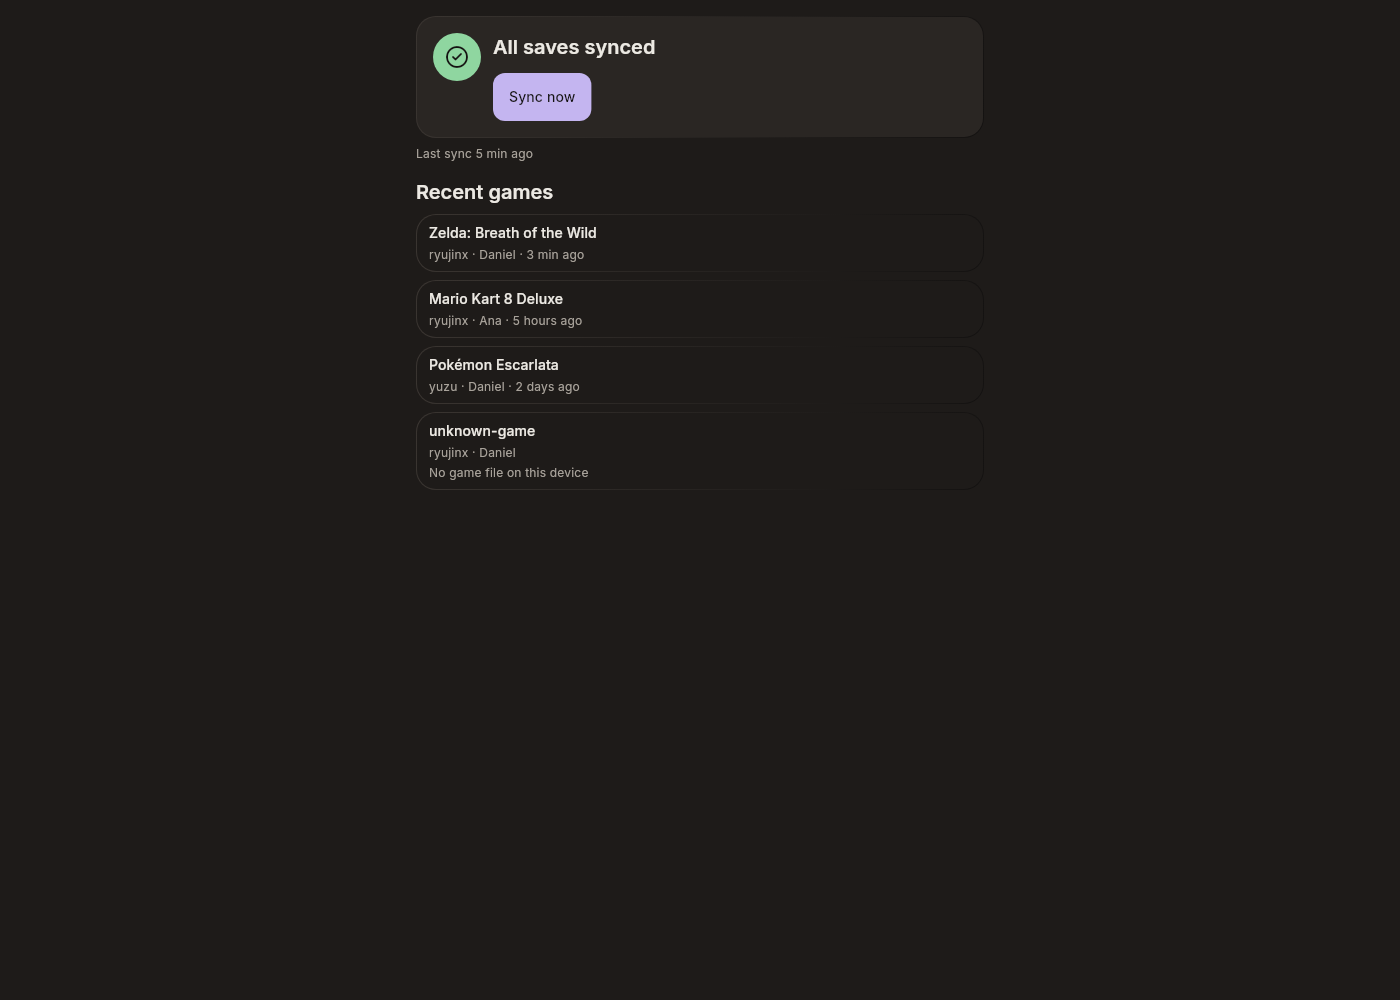 All saves synced
Sync now
Last sync 5 min ago
Recent games
Zelda: Breath of the Wild
ryujinx · Daniel · 3 min ago
Mario Kart 8 Deluxe
ryujinx · Ana · 5 hours ago
Pokémon Escarlata
yuzu · Daniel · 2 days ago
unknown-game
ryujinx · Daniel
No game file on this device